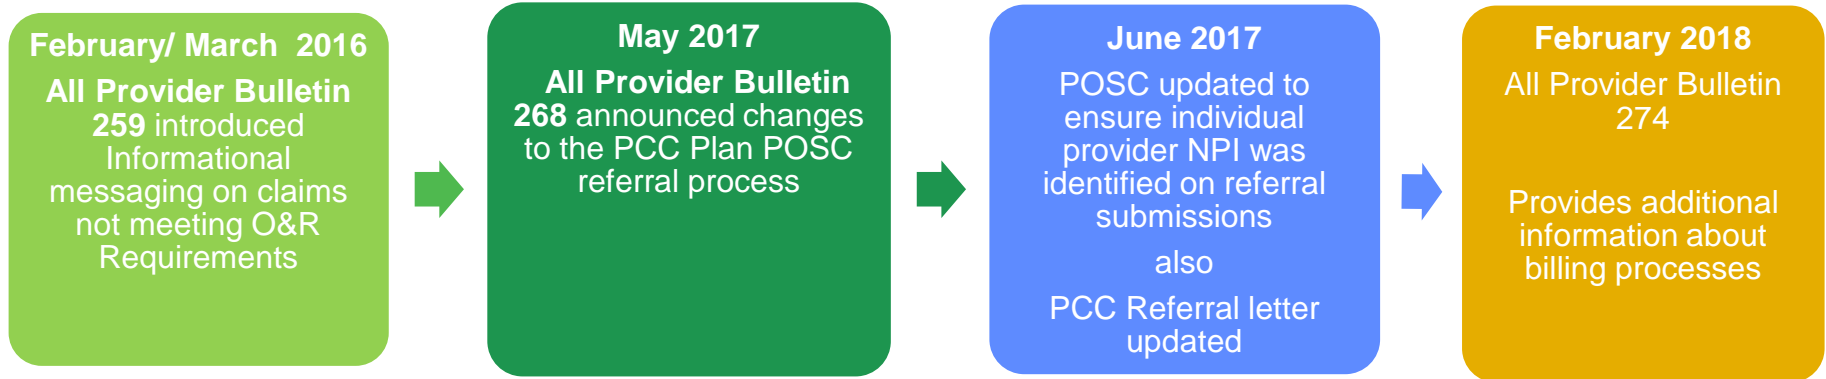 February/ March 2016
All Provider Bulletin
259 introduced
Informational
messaging on claims
not meeting O&R
Requirements
May 2017
All Provider Bulletin
268 announced changes
to the PCC Plan POSC
referral process
June 2017
POSC updated to
ensure individual
provider NPI was
identified on referral
submissions
also
PCC Referral letter
updated
February 2018
All Provider Bulletin
274
Provides additional
information about
billing processes